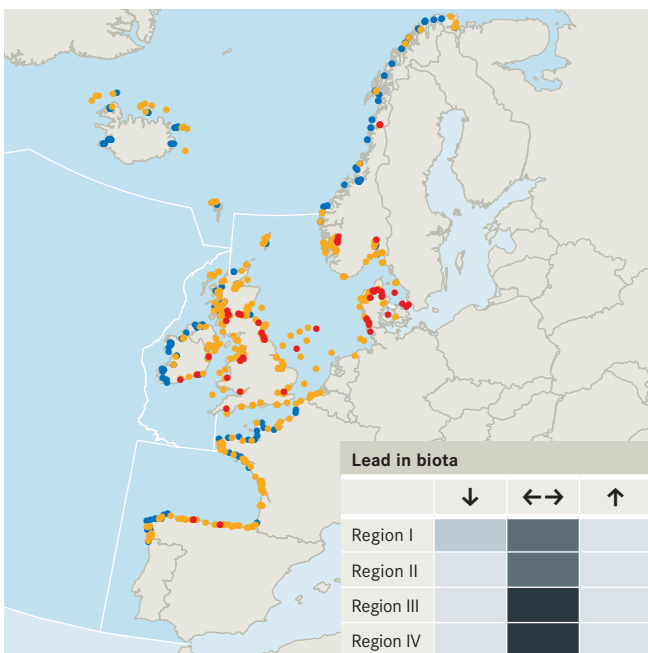 Lead in biota
↓ ←→ ↑
Region I
Region II
Region III
Region IV